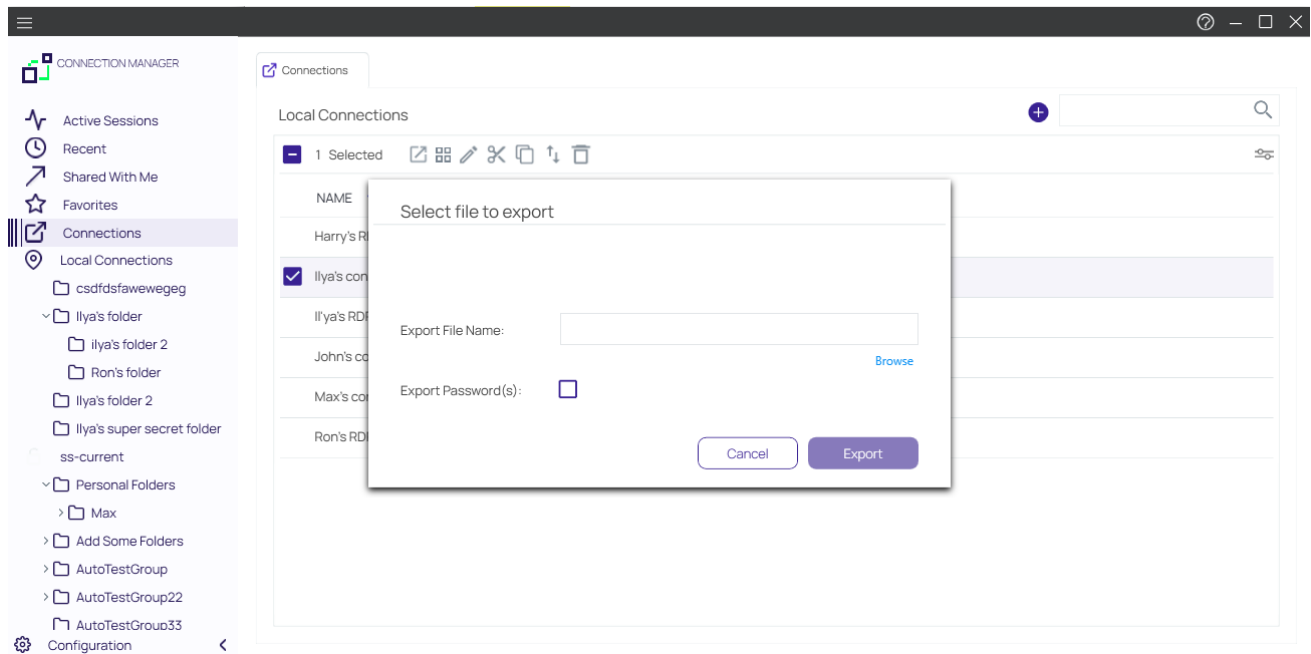 CONNECTION MANAGER
Active Sessions
Recent
Shared With Me
Favorites
Connections
Local Connections
csdfdsfawewegeg
Ilya's folder
ilya's folder 2
Ron's folder
Ilya's folder 2
Ilya's super secret folder
ss-current
Personal Folders
Max
Add Some Folders
AutoTestGroup
AutoTestGroup22
AutoTestGroup33
Configuration
Connections
Local Connections
1 Selected
NAME
Harry's
Ilya's con
Il'ya's RD
John's co
Max's con
Ron's RD
Select file to export
Export File Name:
Browse
Export Password(s):
Cancel
Export